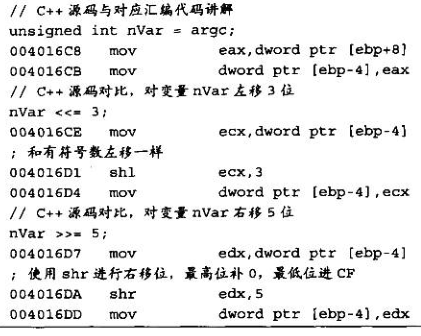 // C++ 源码与对应汇编代码讲解
unsigned int nVar = argc;
004016C8 mov eax,dword ptr [ebp+8]
004016CB mov dword ptr [ebp-4],eax
// C++ 源码对比，对变量 nVar 左移 3 位
nVar <<= 3;
004016CE mov ecx,dword ptr [ebp-4]
; 和有符号数左移一样
004016D1 shl ecx,3
004016D4 mov dword ptr [ebp-4],ecx
// C++ 源码对比，对变量 nVar 右移 5 位
nVar >>= 5;
004016D7 mov edx,dword ptr [ebp-4]
; 使用 shr 进行右移位，最高位补 0，最低位进 CF
004016DA shr edx,5
004016DD mov dword ptr [ebp-4],edx